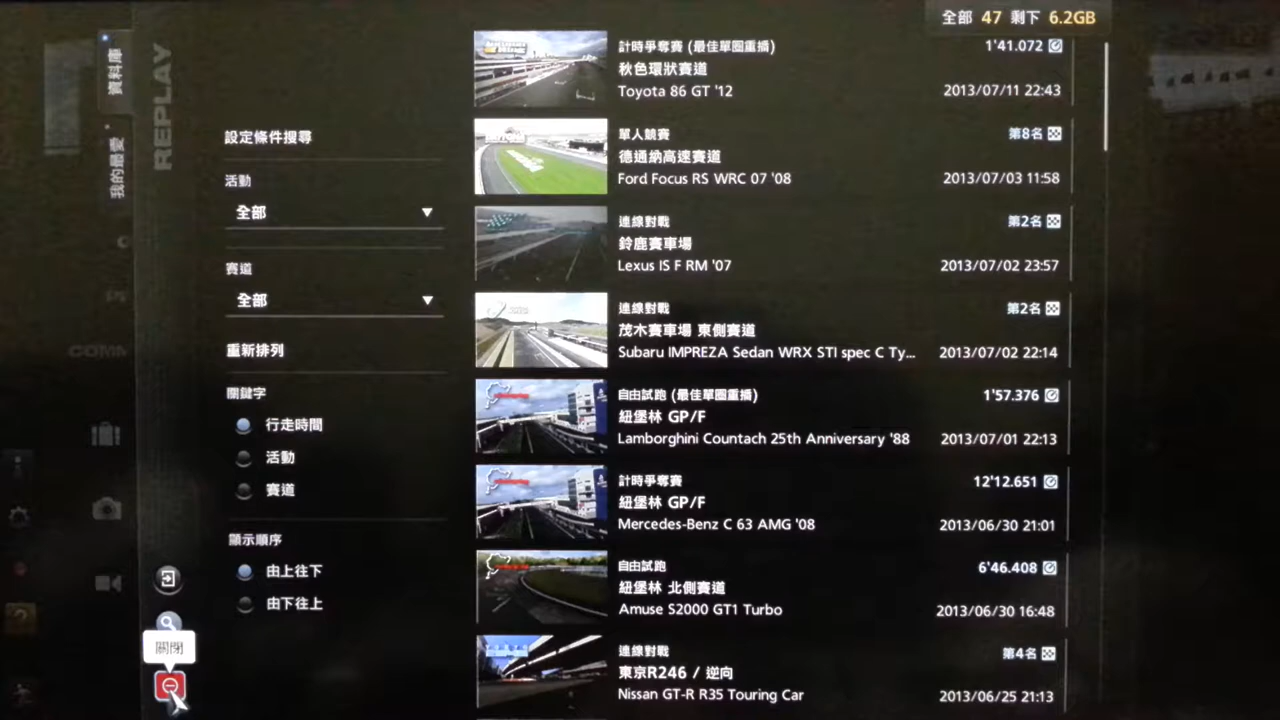 全部 47 剩下 6.2GB
資料庫
我的最愛
REPLAY
COMM
設定條件搜尋
活動
全部
賽道
全部
重新排列
關鍵字
行走時間
活動
賽道
顯示順序
由上往下
由下往上
關閉
計時爭奪賽 (最佳單圈重播) 1'41.072
秋色環狀賽道
Toyota 86 GT '12 2013/07/11 22:43
單人競賽 第8名
德通納高速賽道
Ford Focus RS WRC 07 '08 2013/07/03 11:58
連線對戰 第2名
鈴鹿賽車場
Lexus IS F RM '07 2013/07/02 23:57
連線對戰 第2名
茂木賽車場 東側賽道
Subaru IMPREZA Sedan WRX STI spec C Ty... 2013/07/02 22:14
自由試跑 (最佳單圈重播) 1'57.376
紐堡林 GP/F
Lamborghini Countach 25th Anniversary '88 2013/07/01 22:13
計時爭奪賽 12'12.651
紐堡林 GP/F
Mercedes-Benz C 63 AMG '08 2013/06/30 21:01
自由試跑 6'46.408
紐堡林 北側賽道
Amuse S2000 GT1 Turbo 2013/06/30 16:48
連線對戰 第4名
東京R246 / 逆向
Nissan GT-R R35 Touring Car 2013/06/25 21:13